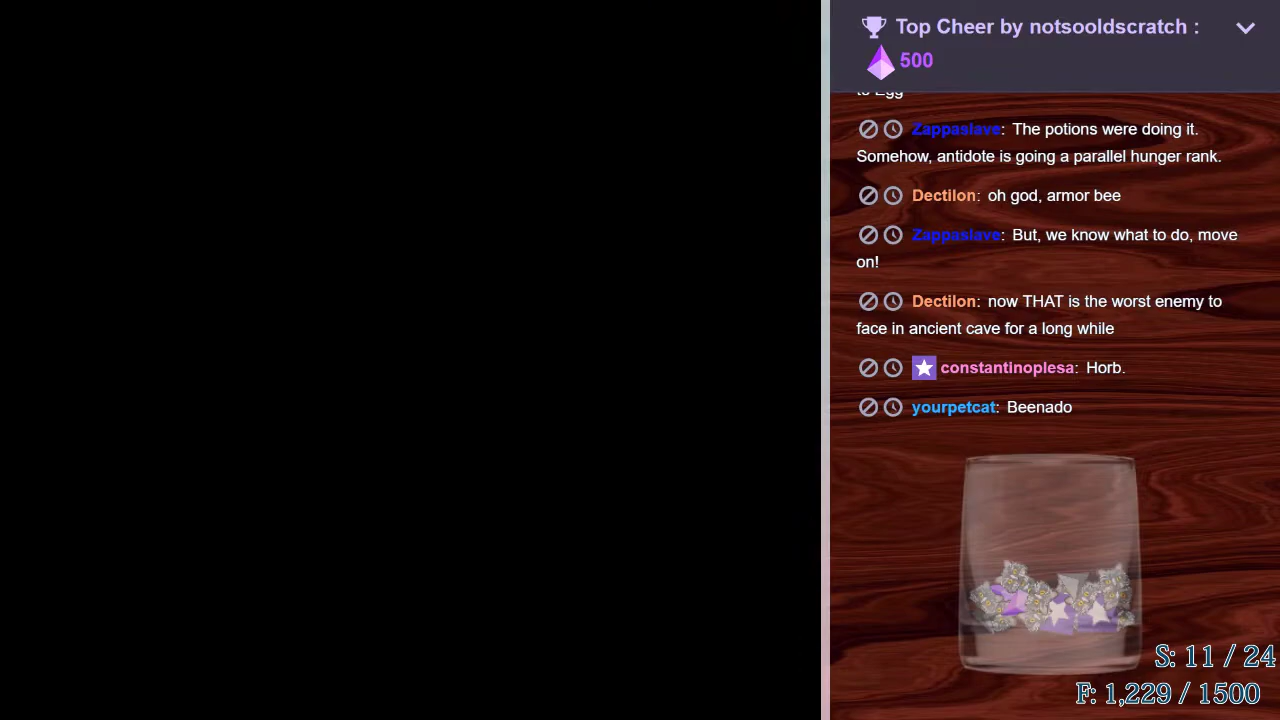 Top Cheer by notsooldscratch :
500
to Egg
Zappaslave: The potions were doing it.
Somehow, antidote is going a parallel hunger rank.
Dectilon: oh god, armor bee
Zappaslave: But, we know what to do, move
on!
Dectilon: now THAT is the worst enemy to
face in ancient cave for a long while
constantinoplesa: Horb.
yourpetcat: Beenado
S: 11 / 24
F: 1,229 / 1500